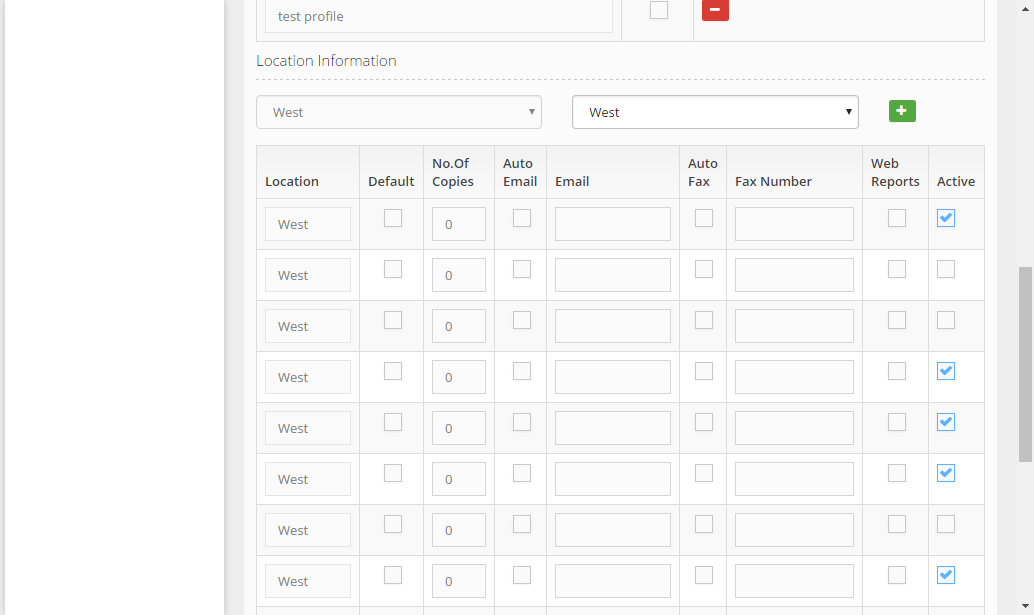 test profile
Location Information
West West
Location Default No.Of Copies Auto Email Email Auto Fax Fax Number Web Reports Active
West 0
West 0
West 0
West 0
West 0
West 0
West 0
West 0